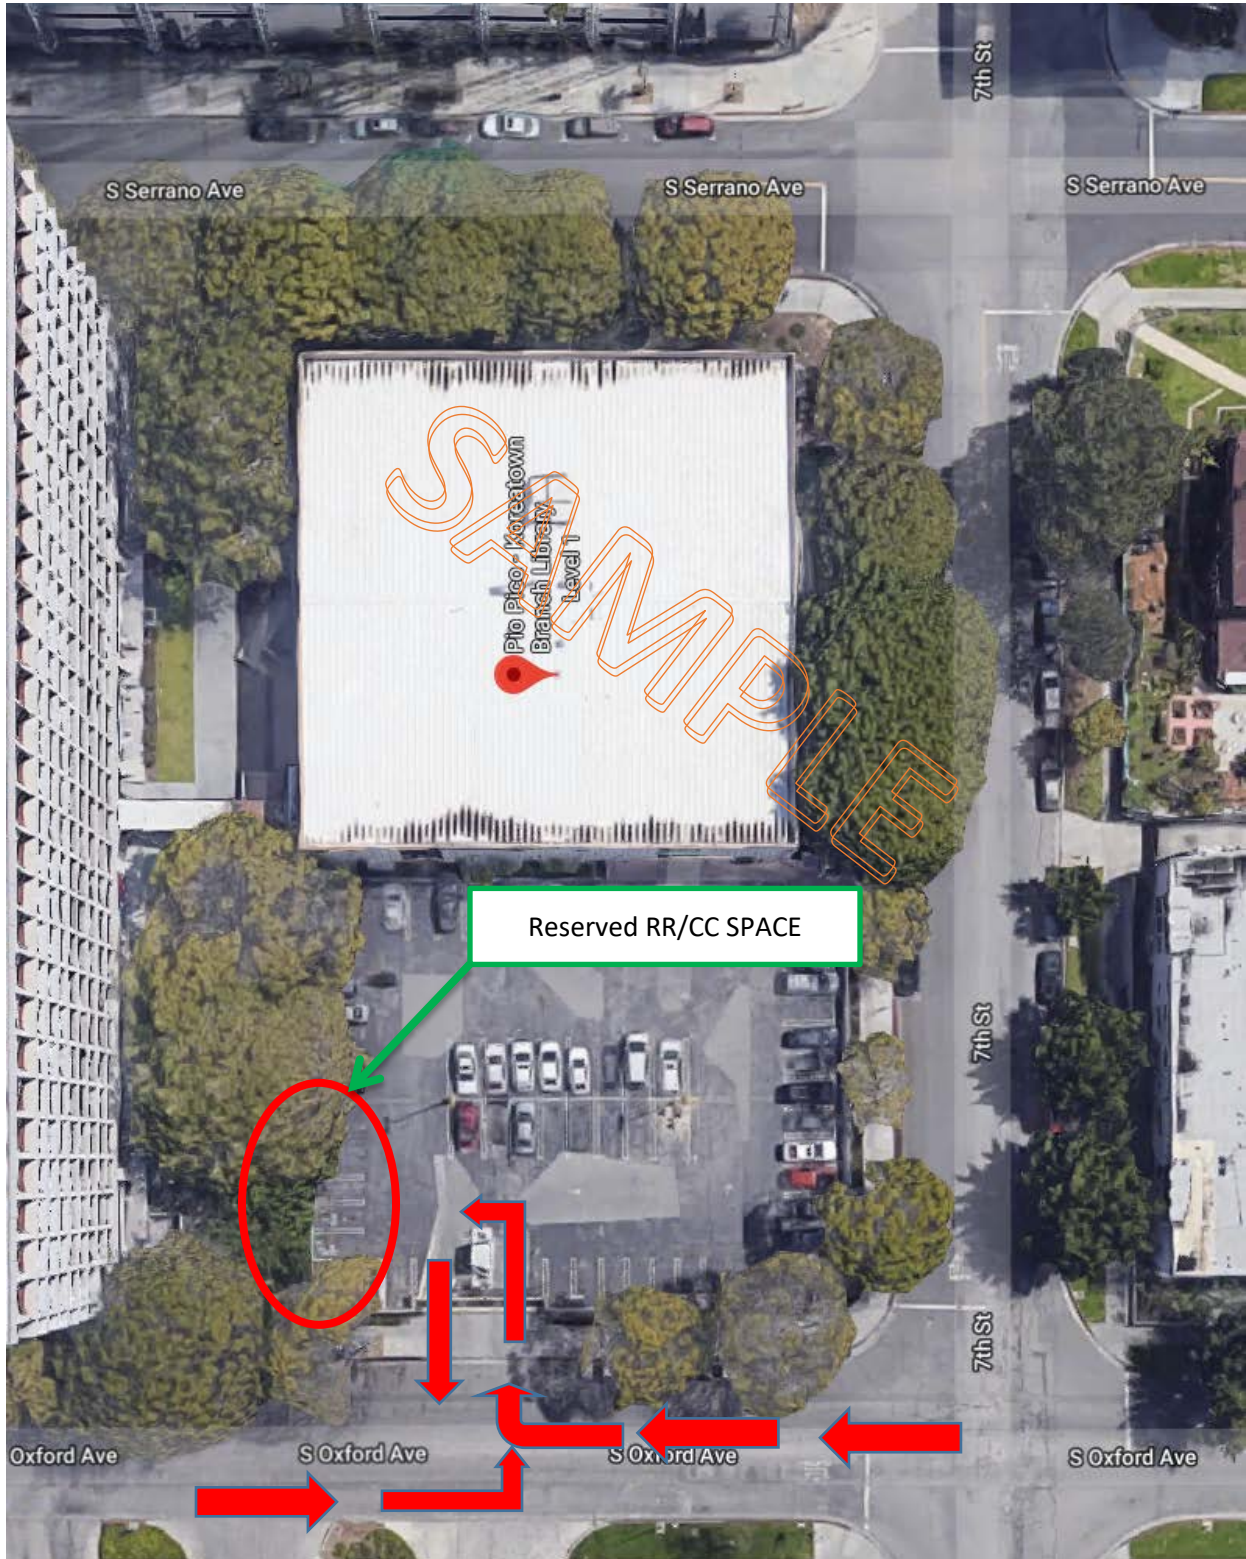 7th St
S Serrano Ave
S Serrano Ave
S Serrano Ave
Pio Pico - Koreatown
Branch Library
Level 1
SAMPLE
Reserved RR/CC SPACE
7th St
7th St
Oxford Ave
S Oxford Ave
S Oxford Ave
S Oxford Ave